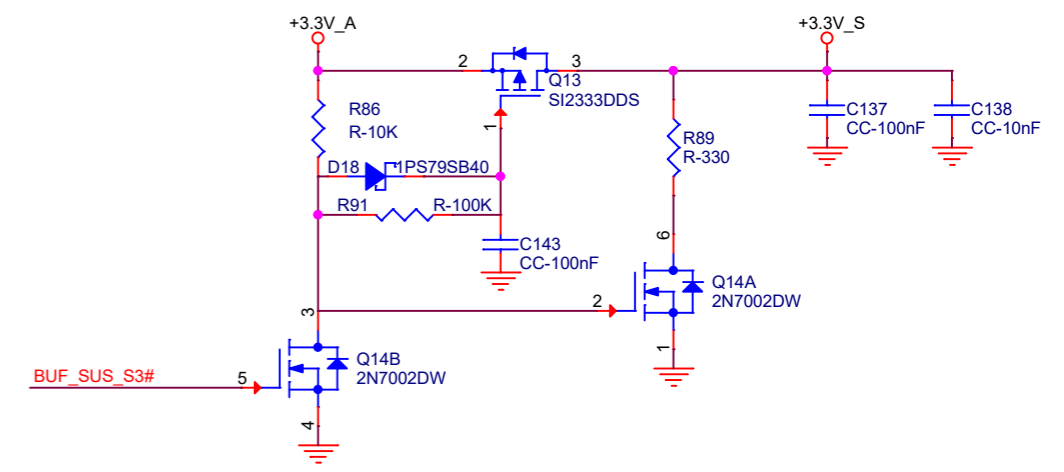 +3.3V_A
+3.3V_S
2
3
Q13
SI2333DDS
1
R86
R-10K
C137
CC-100nF
C138
CC-10nF
R89
R-330
D18
1PS79SB40
R91
R-100K
C143
CC-100nF
6
Q14A
2N7002DW
2
1
3
Q14B
2N7002DW
BUF_SUS_S3#
5
4